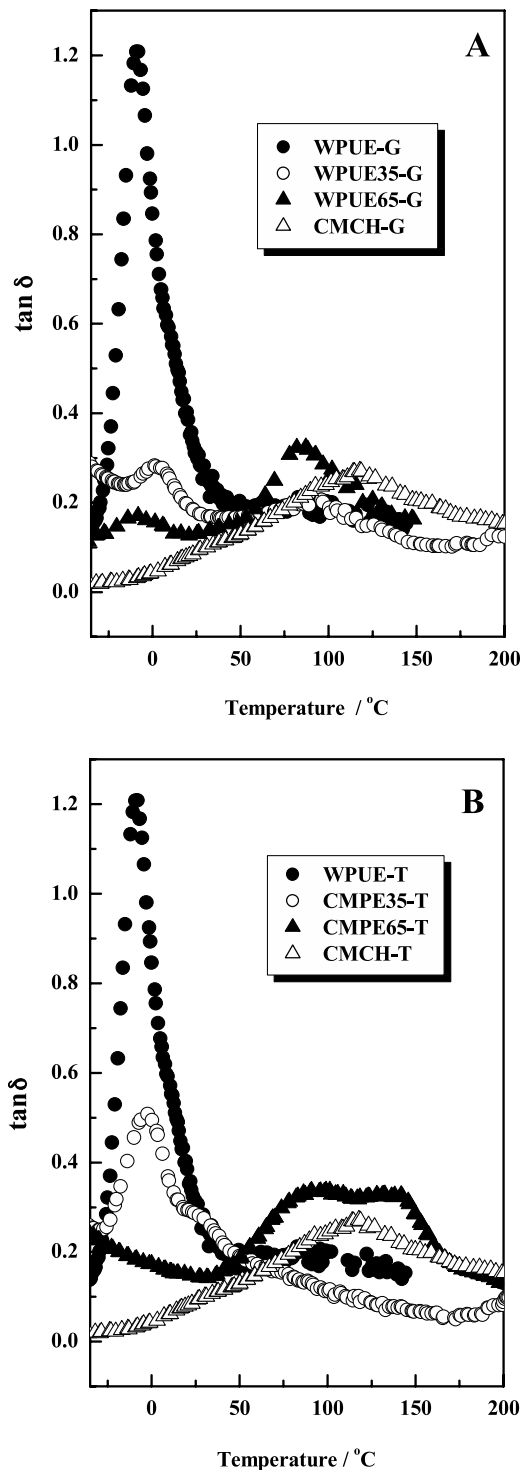 A
1.2
1.0
0.8
0.6
0.4
0.2
0.0
tan δ
WPUE-G
WPUE35-G
WPUE65-G
CMCH-G
0 50 100 150 200
Temperature / °C
B
1.2
1.0
0.8
0.6
0.4
0.2
0.0
tan δ
WPUE-T
CMPE35-T
CMPE65-T
CMCH-T
0 50 100 150 200
Temperature / °C